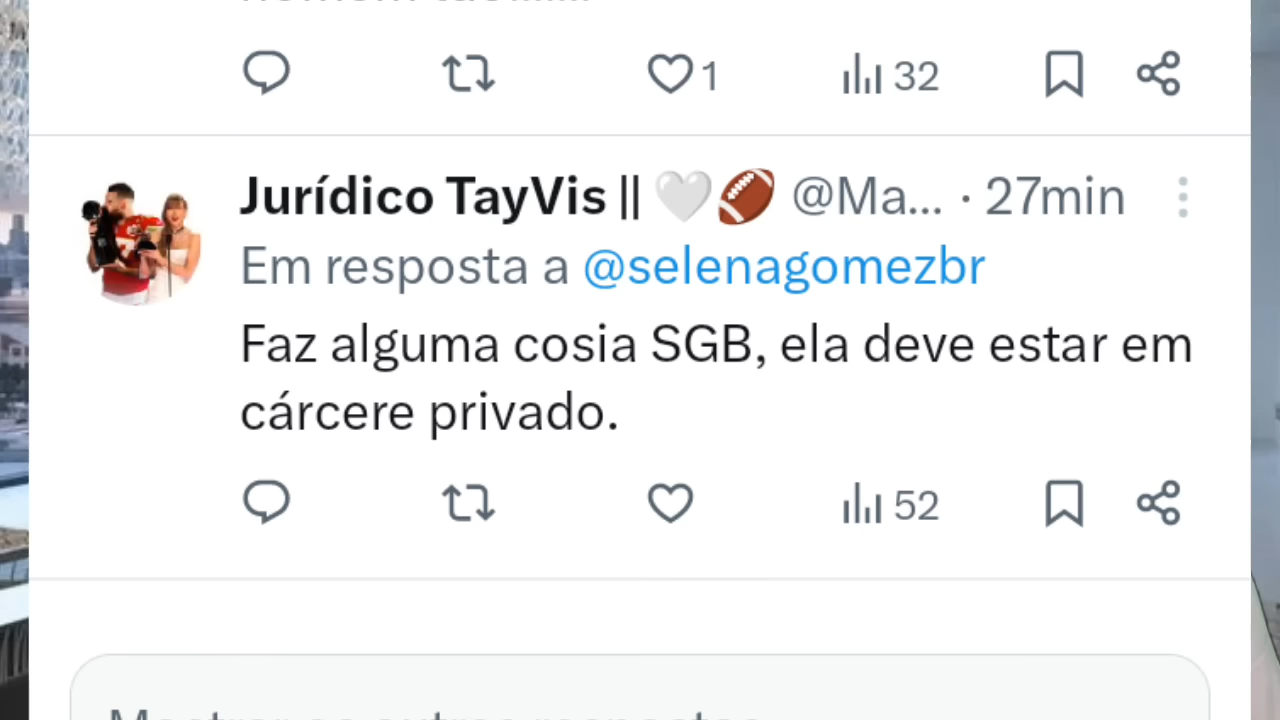 1 32
Jurídico TayVis || 🤍🏈 @Ma... · 27min
Em resposta a @selenagomezbr
Faz alguma cosia SGB, ela deve estar em
cárcere privado.
52